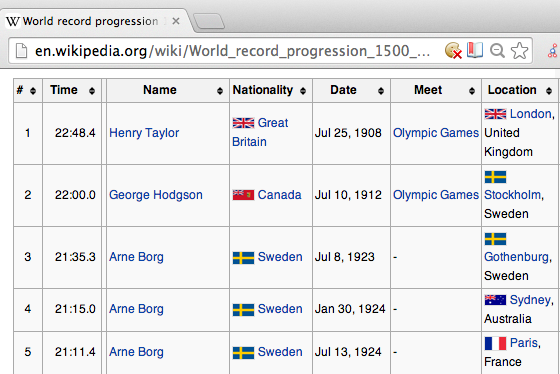 World record progression
en.wikipedia.org/wiki/World_record_progression_1500_...
# Time Name Nationality Date Meet Location
1 22:48.4 Henry Taylor Great Britain Jul 25, 1908 Olympic Games London, United Kingdom
2 22:00.0 George Hodgson Canada Jul 10, 1912 Olympic Games Stockholm, Sweden
3 21:35.3 Arne Borg Sweden Jul 8, 1923 - Gothenburg, Sweden
4 21:15.0 Arne Borg Sweden Jan 30, 1924 - Sydney, Australia
5 21:11.4 Arne Borg Sweden Jul 13, 1924 - Paris, France